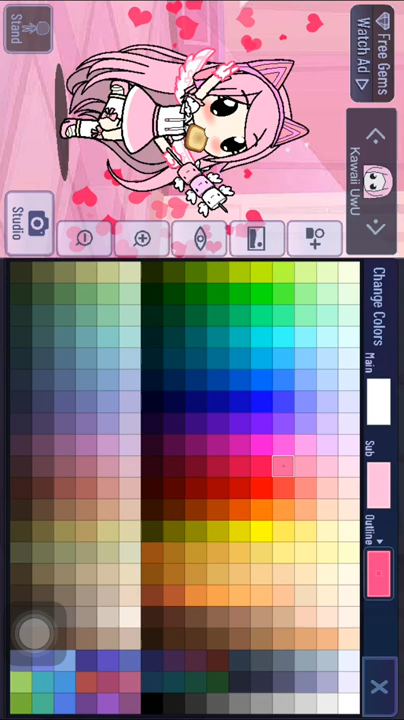 Free Gems
Watch Ad
Kawaii UwU
Stand
Studio
Change Colors
Main
Sub
Outline